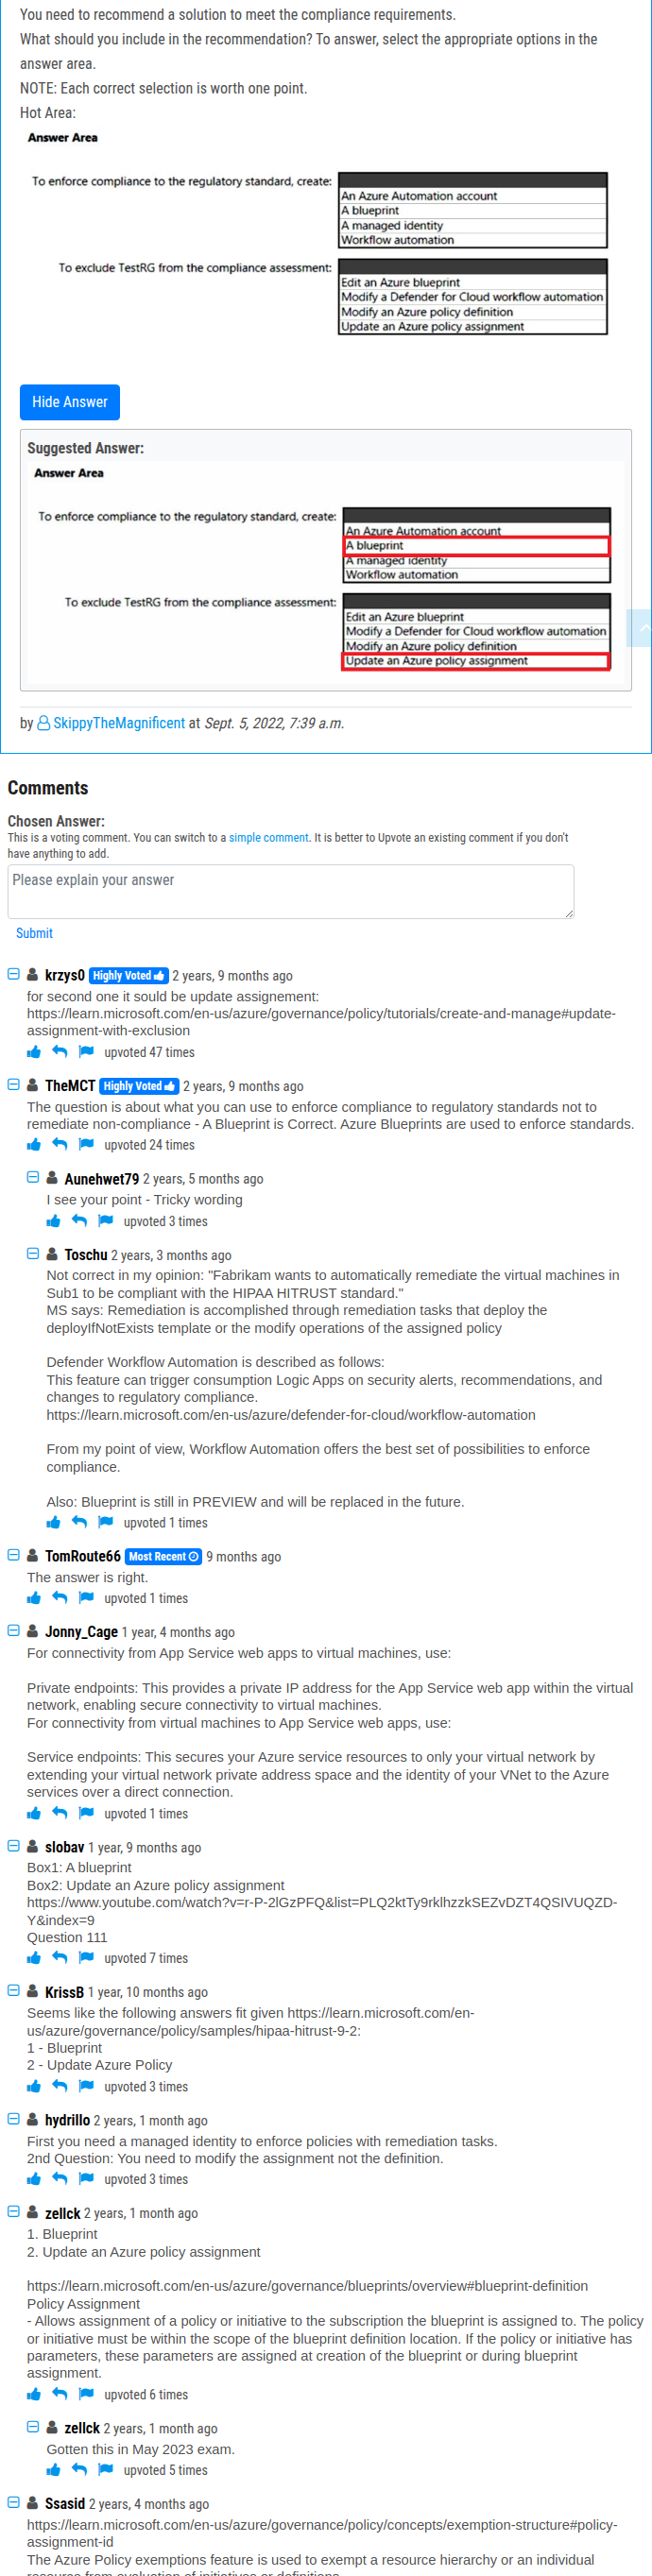 You need to recommend a solution to meet the compliance requirements.
What should you include in the recommendation? To answer, select the appropriate options in the
answer area.
NOTE: Each correct selection is worth one point.
Hot Area:
Answer Area
To enforce compliance to the regulatory standard, create:
An Azure Automation account
A blueprint
A managed identity
Workflow automation
To exclude TestRG from the compliance assessment:
Edit an Azure blueprint
Modify a Defender for Cloud workflow automation
Modify an Azure policy definition
Update an Azure policy assignment
Hide Answer
Suggested Answer:
Answer Area
To enforce compliance to the regulatory standard, create:
An Azure Automation account
A blueprint
A managed identity
Workflow automation
To exclude TestRG from the compliance assessment:
Edit an Azure blueprint
Modify a Defender for Cloud workflow automation
Modify an Azure policy definition
Update an Azure policy assignment
by SkippyTheMagnificent at Sept. 5, 2022, 7:39 a.m.
Comments
Chosen Answer:
This is a voting comment. You can switch to a simple comment. It is better to Upvote an existing comment if you don't
have anything to add.
Please explain your answer
Submit
krzys0 Highly Voted 2 years, 9 months ago
for second one it sould be update assignement:
https://learn.microsoft.com/en-us/azure/governance/policy/tutorials/create-and-manage#update-
assignment-with-exclusion
upvoted 47 times
TheMCT Highly Voted 2 years, 9 months ago
The question is about what you can use to enforce compliance to regulatory standards not to
remediate non-compliance - A Blueprint is Correct. Azure Blueprints are used to enforce standards.
upvoted 24 times
Aunehwet79 2 years, 5 months ago
I see your point - Tricky wording
upvoted 3 times
Toschu 2 years, 3 months ago
Not correct in my opinion: "Fabrikam wants to automatically remediate the virtual machines in
Sub1 to be compliant with the HIPAA HITRUST standard."
MS says: Remediation is accomplished through remediation tasks that deploy the
deployIfNotExists template or the modify operations of the assigned policy
Defender Workflow Automation is described as follows:
This feature can trigger consumption Logic Apps on security alerts, recommendations, and
changes to regulatory compliance.
https://learn.microsoft.com/en-us/azure/defender-for-cloud/workflow-automation
From my point of view, Workflow Automation offers the best set of possibilities to enforce
compliance.
Also: Blueprint is still in PREVIEW and will be replaced in the future.
upvoted 1 times
TomRoute66 Most Recent 9 months ago
The answer is right.
upvoted 1 times
Jonny_Cage 1 year, 4 months ago
For connectivity from App Service web apps to virtual machines, use:
Private endpoints: This provides a private IP address for the App Service web app within the virtual
network, enabling secure connectivity to virtual machines.
For connectivity from virtual machines to App Service web apps, use:
Service endpoints: This secures your Azure service resources to only your virtual network by
extending your virtual network private address space and the identity of your VNet to the Azure
services over a direct connection.
upvoted 1 times
slobav 1 year, 9 months ago
Box1: A blueprint
Box2: Update an Azure policy assignment
https://www.youtube.com/watch?v=r-P-2lGzPFQ&list=PLQ2ktTy9rklhzzkSEZvDZT4QSIVUQZD-
Y&index=9
Question 111
upvoted 7 times
KrissB 1 year, 10 months ago
Seems like the following answers fit given https://learn.microsoft.com/en-
us/azure/governance/policy/samples/hipaa-hitrust-9-2:
1 - Blueprint
2 - Update Azure Policy
upvoted 3 times
hydrillo 2 years, 1 month ago
First you need a managed identity to enforce policies with remediation tasks.
2nd Question: You need to modify the assignment not the definition.
upvoted 3 times
zellck 2 years, 1 month ago
1. Blueprint
2. Update an Azure policy assignment
https://learn.microsoft.com/en-us/azure/governance/blueprints/overview#blueprint-definition
Policy Assignment
- Allows assignment of a policy or initiative to the subscription the blueprint is assigned to. The policy
or initiative must be within the scope of the blueprint definition location. If the policy or initiative has
parameters, these parameters are assigned at creation of the blueprint or during blueprint
assignment.
upvoted 6 times
zellck 2 years, 1 month ago
Gotten this in May 2023 exam.
upvoted 5 times
Ssasid 2 years, 4 months ago
https://learn.microsoft.com/en-us/azure/governance/policy/concepts/exemption-structure#policy-
assignment-id
The Azure Policy exemptions feature is used to exempt a resource hierarchy or an individual